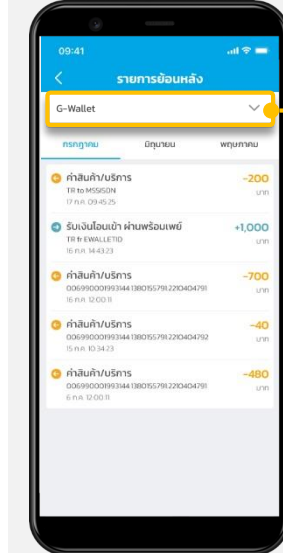 09:41
รายการย้อนหลัง
G-Wallet
กรกฎาคม มิถุนายน พฤษภาคม
ค่าสินค้า/บริการ -200
TR to MSSISDN บาท
17 ก.ค. 09:45:25
รับเงินโอนเข้า ผ่านพร้อมเพย์ +1,000
TR fr EWALLETID บาท
16 ก.ค. 14:43:23
ค่าสินค้า/บริการ -700
บาท
16 ก.ค. 12:00:11
ค่าสินค้า/บริการ -40
บาท
15 ก.ค. 10:34:23
ค่าสินค้า/บริการ -480
บาท
6 ก.ค. 12:00:11